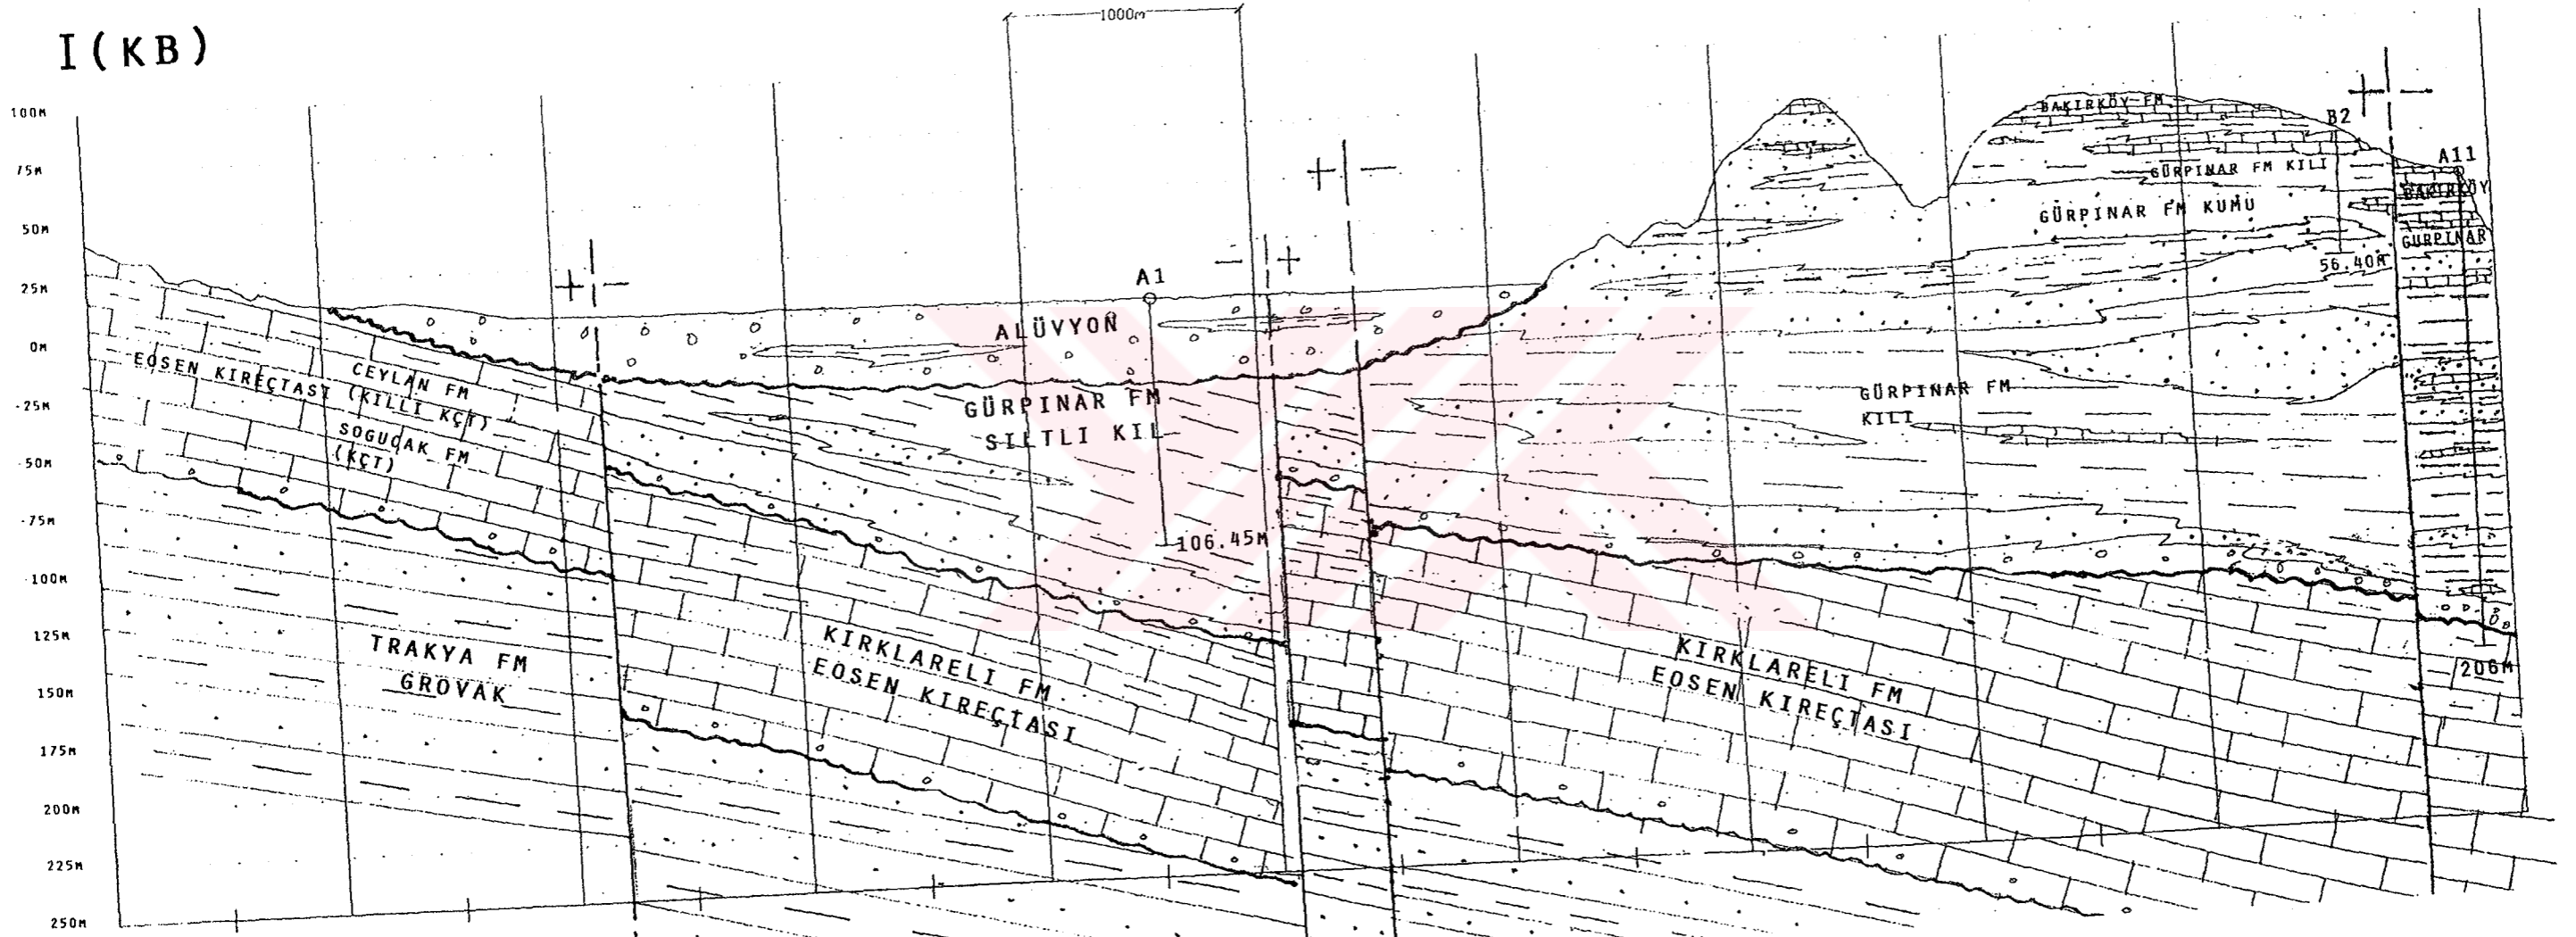 I(KB)
1000m
100M
75M
50M
25M
0M
-25M
-50M
-75M
100M
125M
150M
175M
200M
225M
250M
A1
ALÜVYON
GÜRPINAR FM
SILTLI KIL
106.45M
CEYLAN FM
EOSEN KIREÇTASI (KILLI KÇT)
SOGUCAK FM
(KÇT)
TRAKYA FM
GROVAK
KIRKLARELI FM
EOSEN KIREÇTASI
BAKIRKÖY FM
B2
GÜRPINAR FM KILI
GÜRPINAR FM KUMU
56.40M
GÜRPINAR FM
KILI
KIRKLARELI FM
EOSEN KIREÇTASI
A11
BAKIRKÖY
GÜRPINAR
206M